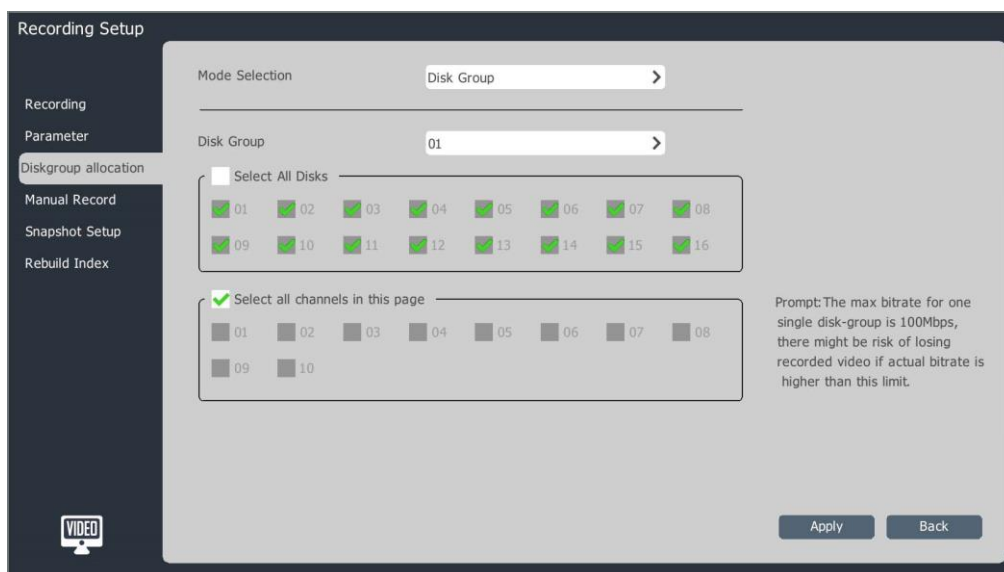 Recording Setup
Recording
Parameter
Diskgroup allocation
Manual Record
Snapshot Setup
Rebuild Index
VIDEO
Mode Selection
Disk Group
Disk Group
01
Select All Disks
01 02 03 04 05 06 07 08
09 10 11 12 13 14 15 16
Select all channels in this page
01 02 03 04 05 06 07 08
09 10
Prompt:The max bitrate for one
single disk-group is 100Mbps,
there might be risk of losing
recorded video if actual bitrate is
higher than this limit.
Apply Back